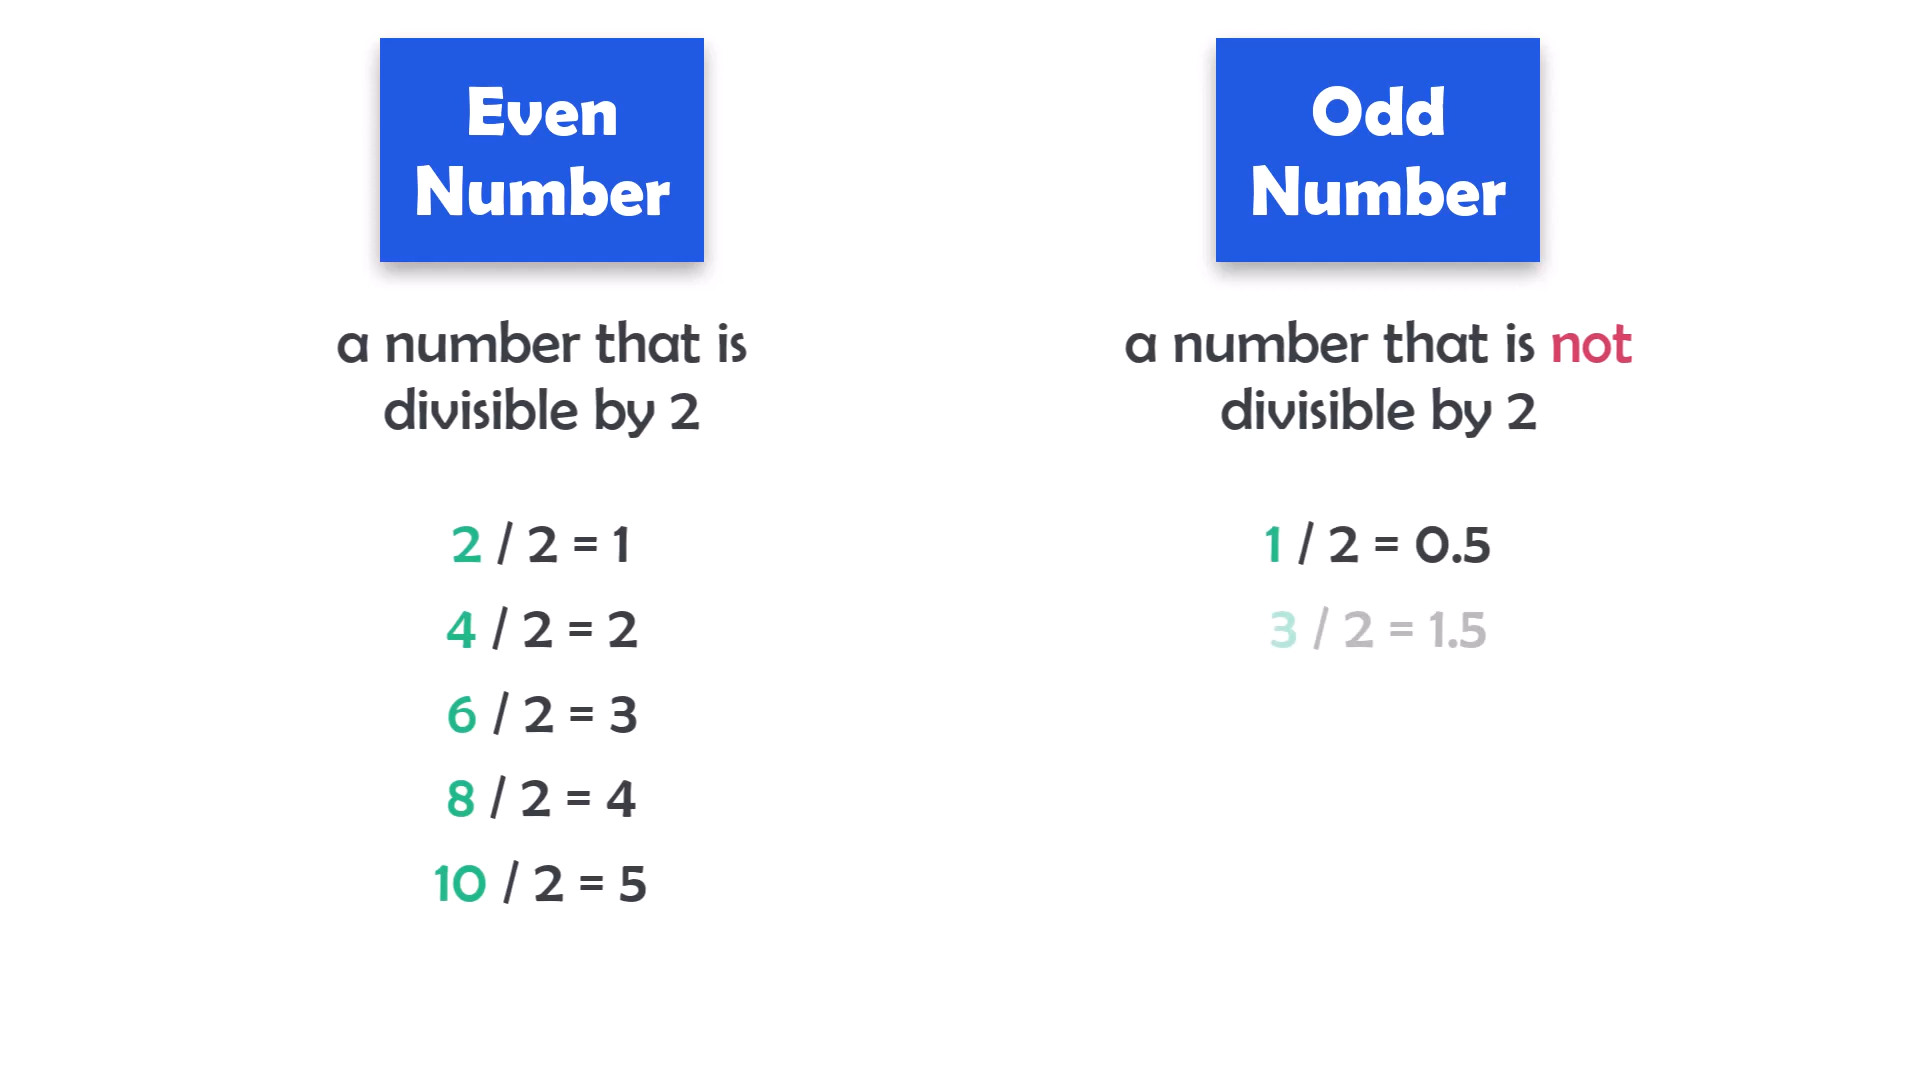 Even
Number
a number that is
divisible by 2
2 / 2 = 1
4 / 2 = 2
6 / 2 = 3
8 / 2 = 4
10 / 2 = 5
Odd
Number
a number that is not
divisible by 2
1 / 2 = 0.5
3 / 2 = 1.5